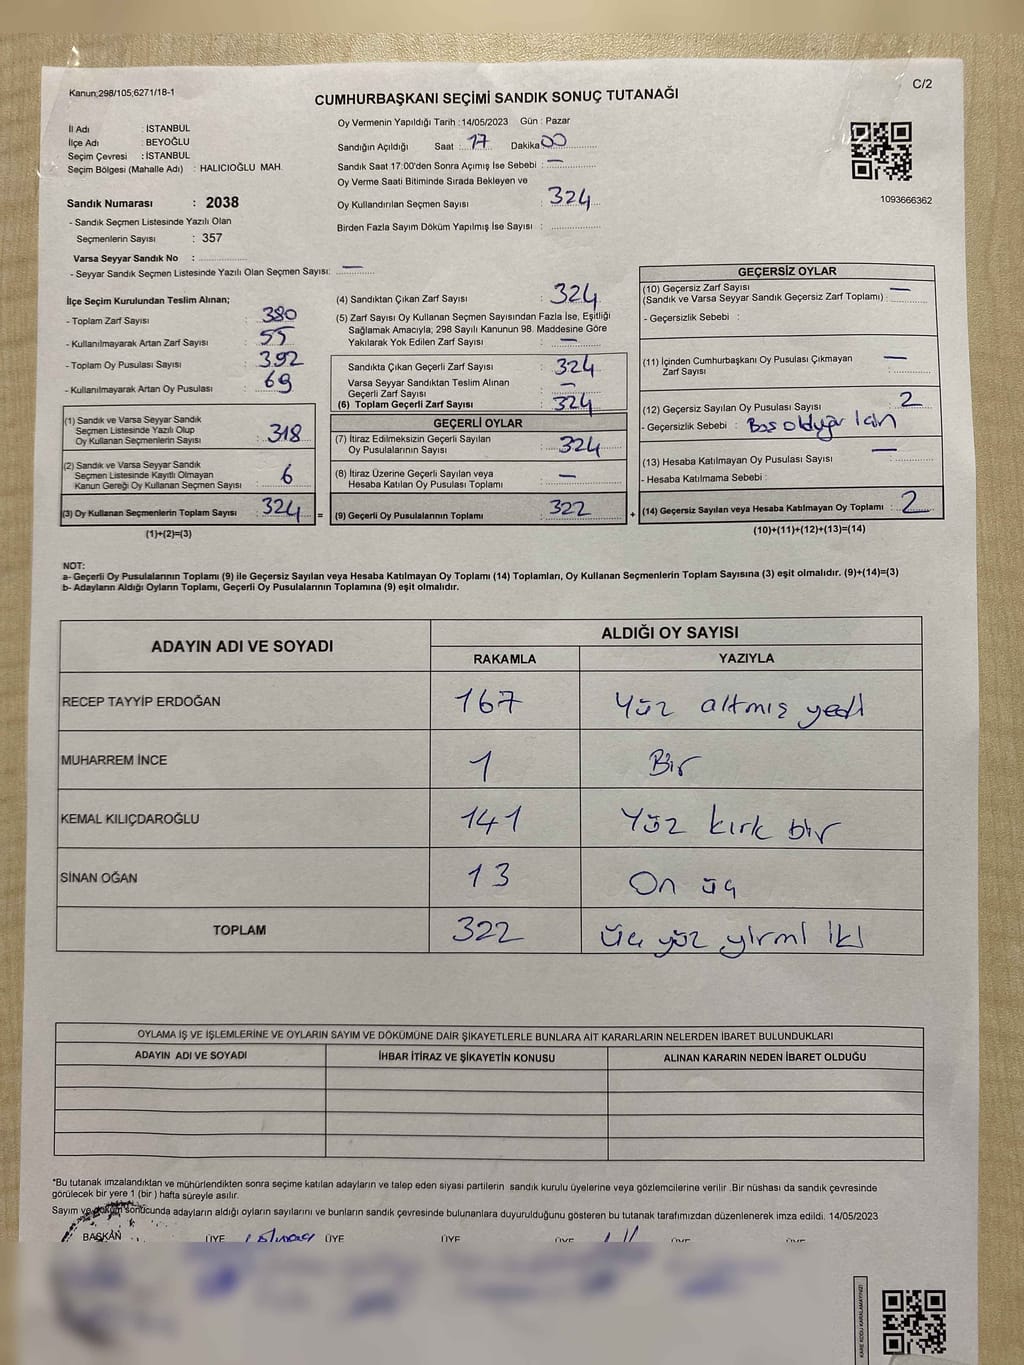 Kanun;298/105;6271/18-1
C/2
CUMHURBAŞKANI SEÇİMİ SANDIK SONUÇ TUTANAĞI
İl Adı : İSTANBUL
İlçe Adı : BEYOĞLU
Seçim Çevresi : İSTANBUL
Seçim Bölgesi (Mahalle Adı) : HALICIOĞLU MAH.
Sandık Numarası : 2038
- Sandık Seçmen Listesinde Yazılı Olan
Seçmenlerin Sayısı : 357
Varsa Seyyar Sandık No :
- Seyyar Sandık Seçmen Listesinde Yazılı Olan Seçmen Sayısı: —
Oy Vermenin Yapıldığı Tarih :14/05/2023 Gün : Pazar
Sandığın Açıldığı Saat : 17 Dakika 00
Sandık Saat 17:00'den Sonra Açımış İse Sebebi : —
Oy Verme Saati Bitiminde Sırada Bekleyen ve
Oy Kullandırılan Seçmen Sayısı : 324
Birden Fazla Sayım Döküm Yapılmış İse Sayısı :
1093666362
İlçe Seçim Kurulundan Teslim Alınan;
- Toplam Zarf Sayısı : 380
- Kullanılmayarak Artan Zarf Sayısı : 55
- Toplam Oy Pusulası Sayısı : 392
- Kullanılmayarak Artan Oy Pusulası : 69
(1) Sandık ve Varsa Seyyar Sandık
Seçmen Listesinde Yazılı Olup
Oy Kullanan Seçmenlerin Sayısı : 318
(2) Sandık ve Varsa Seyyar Sandık
Seçmen Listesinde Kayıtlı Olmayan
Kanun Gereği Oy Kullanan Seçmen Sayısı : 6
(3) Oy Kullanan Seçmenlerin Toplam Sayısı : 324 =
(1)+(2)=(3)
(4) Sandıktan Çıkan Zarf Sayısı : 324
(5) Zarf Sayısı Oy Kullanan Seçmen Sayısından Fazla İse, Eşitliği
Sağlamak Amacıyla; 298 Sayılı Kanunun 98. Maddesine Göre
Yakılarak Yok Edilen Zarf Sayısı : —
Sandıkta Çıkan Geçerli Zarf Sayısı : 324
Varsa Seyyar Sandıktan Teslim Alınan
Geçerli Zarf Sayısı : —
(6) Toplam Geçerli Zarf Sayısı : 324
GEÇERLİ OYLAR
(7) İtiraz Edilmeksizin Geçerli Sayılan
Oy Pusulalarının Sayısı : 324
(8) İtiraz Üzerine Geçerli Sayılan veya
Hesaba Katılan Oy Pusulası Toplamı : —
(9) Geçerli Oy Pusulalarının Toplamı : 322 +
GEÇERSİZ OYLAR
(10) Geçersiz Zarf Sayısı
(Sandık ve Varsa Seyyar Sandık Geçersiz Zarf Toplamı) : —
- Geçersizlik Sebebi :
(11) İçinden Cumhurbaşkanı Oy Pusulası Çıkmayan
Zarf Sayısı : —
(12) Geçersiz Sayılan Oy Pusulası Sayısı : 2
- Geçersizlik Sebebi : Boş olduğu için
(13) Hesaba Katılmayan Oy Pusulası Sayısı : —
- Hesaba Katılmama Sebebi :
(14) Geçersiz Sayılan veya Hesaba Katılmayan Oy Toplamı : 2
(10)+(11)+(12)+(13)=(14)
NOT:
a- Geçerli Oy Pusulalarının Toplamı (9) ile Geçersiz Sayılan veya Hesaba Katılmayan Oy Toplamı (14) Toplamları, Oy Kullanan Seçmenlerin Toplam Sayısına (3) eşit olmalıdır. (9)+(14)=(3)
b- Adayların Aldığı Oyların Toplamı, Geçerli Oy Pusulalarının Toplamına (9) eşit olmalıdır.
ADAYIN ADI VE SOYADI ALDIĞI OY SAYISI
RAKAMLA YAZIYLA
RECEP TAYYİP ERDOĞAN 167 Yüz altmış yedi
MUHARREM İNCE 1 Bir
KEMAL KILIÇDAROĞLU 141 Yüz kırk bir
SİNAN OĞAN 13 On üç
TOPLAM 322 üç yüz yirmi iki
OYLAMA İŞ VE İŞLEMLERİNE VE OYLARIN SAYIM VE DÖKÜMÜNE DAİR ŞİKAYETLERLE BUNLARA AİT KARARLARIN NELERDEN İBARET BULUNDUKLARI
ADAYIN ADI VE SOYADI İHBAR İTİRAZ VE ŞİKAYETİN KONUSU ALINAN KARARIN NEDEN İBARET OLDUĞU
*Bu tutanak imzalandıktan ve mühürlendikten sonra seçime katılan adayların ve talep eden siyasi partilerin sandık kurulu üyelerine veya gözlemcilerine verilir .Bir nüshası da sandık çevresinde
görülecek bir yere 1 (bir ) hafta süreyle asılır.
Sayım ve döküm sonucunda adayların aldığı oyların sayılarını ve bunların sandık çevresinde bulunanlara duyurulduğunu gösteren bu tutanak tarafımızdan düzenlenerek imza edildi. 14/05/2023
BAŞKAN ÜYE ÜYE ÜYE ÜYE ÜYE ÜYE
KARE KODU KARALAMAYINIZ!